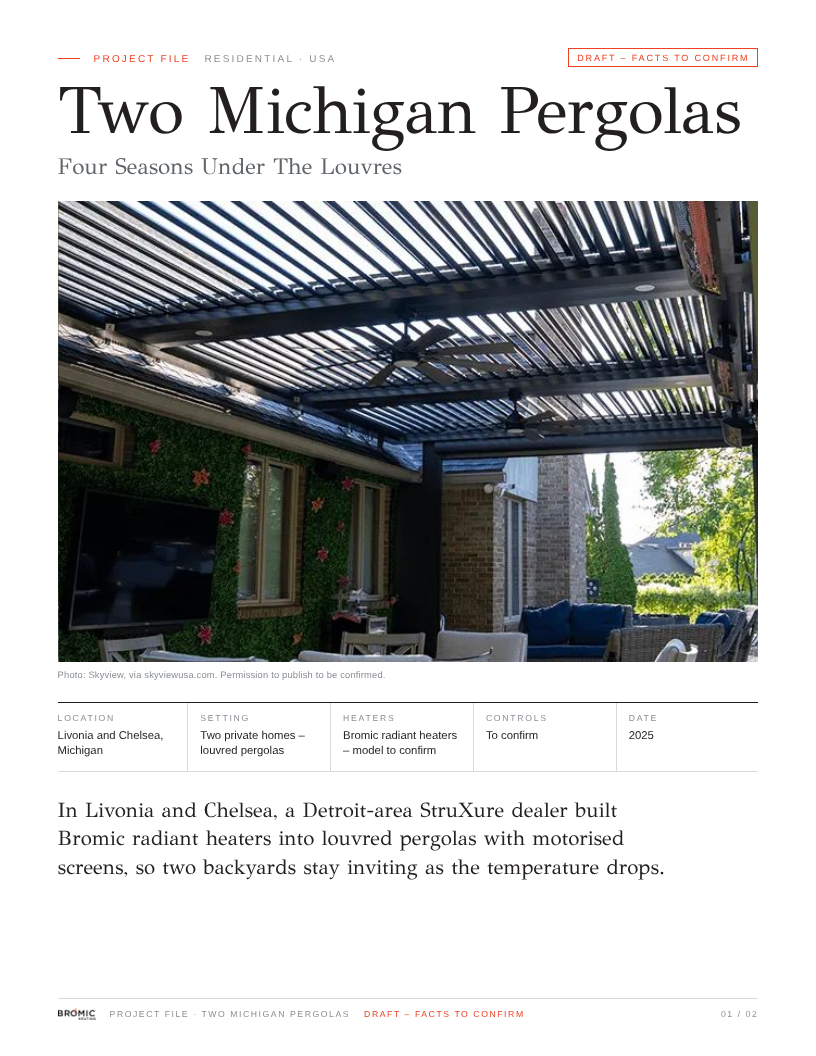 PROJECT FILE RESIDENTIAL · USA
DRAFT – FACTS TO CONFIRM
Two Michigan Pergolas
Four Seasons Under The Louvres
Photo: Skyview, via skyviewusa.com. Permission to publish to be confirmed.
LOCATION
Livonia and Chelsea,
Michigan
SETTING
Two private homes –
louvred pergolas
HEATERS
Bromic radiant heaters
– model to confirm
CONTROLS
To confirm
DATE
2025
In Livonia and Chelsea, a Detroit-area StruXure dealer built
Bromic radiant heaters into louvred pergolas with motorised
screens, so two backyards stay inviting as the temperature drops.
BROMIC
HEATING
PROJECT FILE · TWO MICHIGAN PERGOLAS DRAFT – FACTS TO CONFIRM
01 / 02